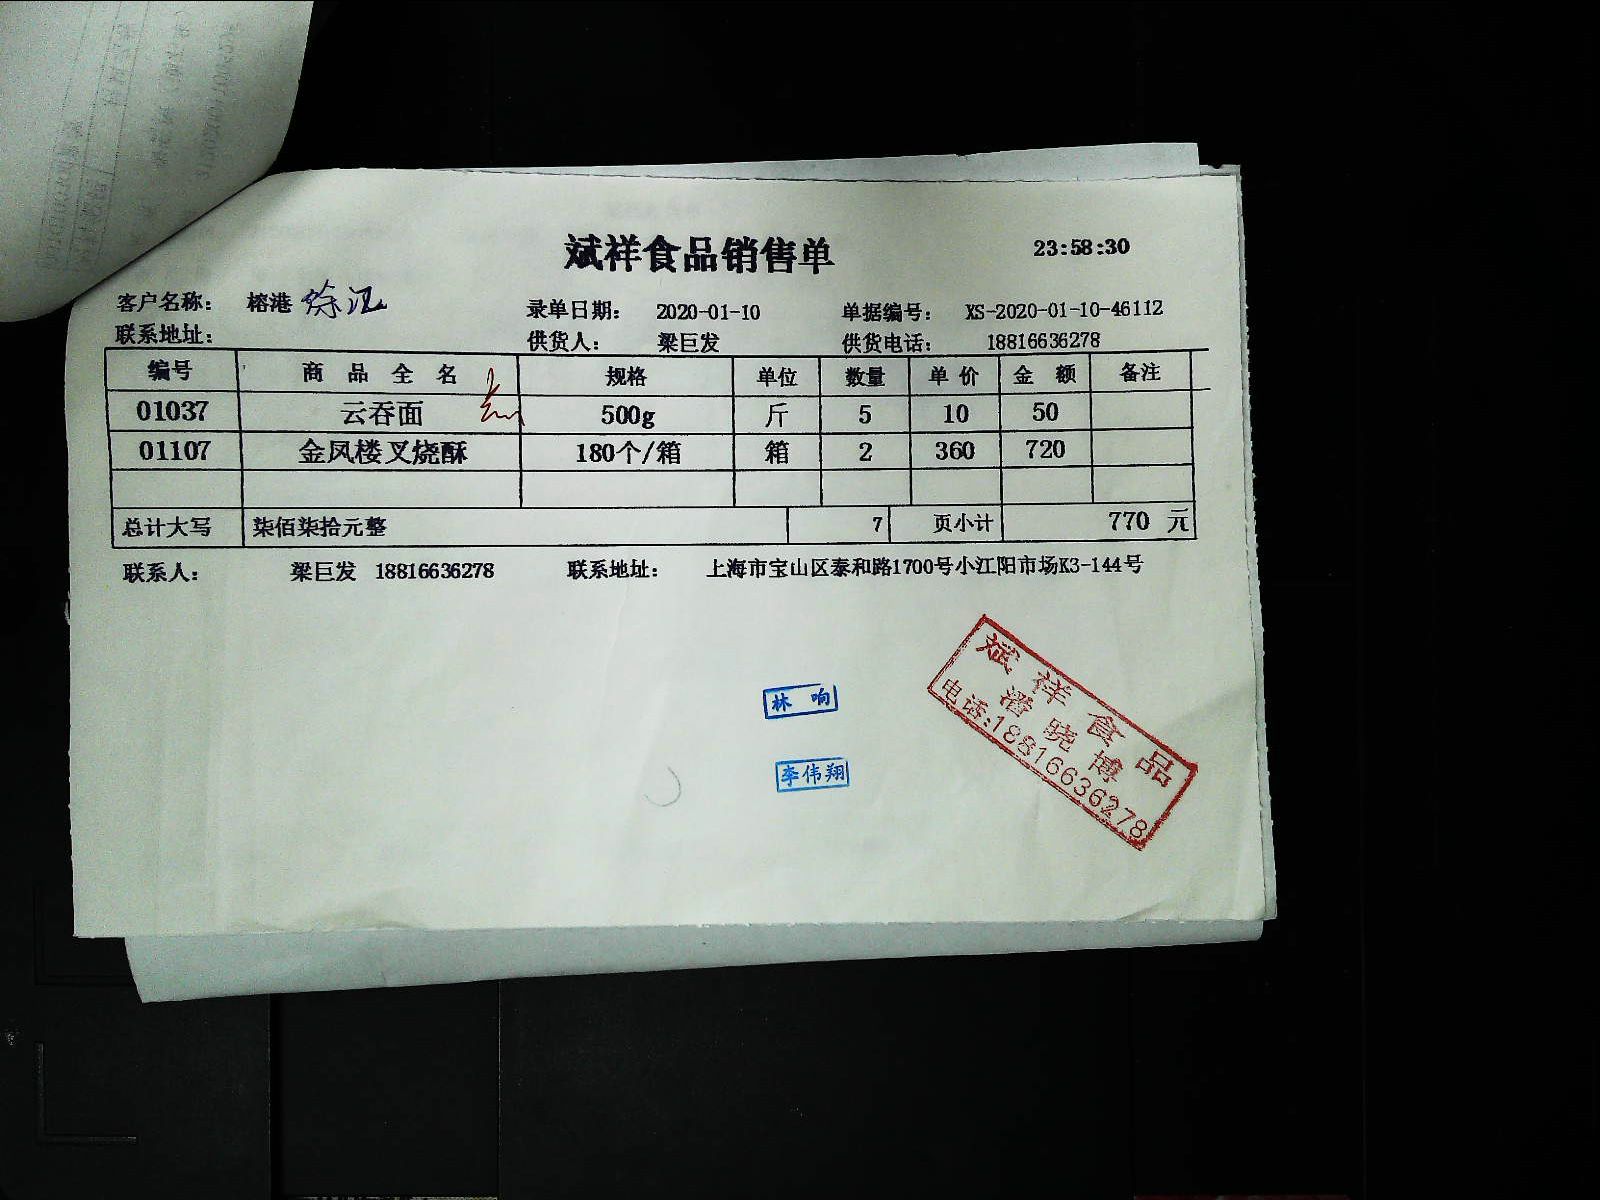 斌祥食品销售单 23:58:30
客户名称： 榕港 录单日期： 2020-01-10 单据编号： XS-2020-01-10-46112
联系地址： 供货人： 梁巨发 供货电话： 18816636278
编号 商品全名 规格 单位 数量 单价 金额 备注
01037 云吞面 500g 斤 5 10 50
01107 金凤楼叉烧酥 180个/箱 箱 2 360 720
总计大写 柒佰柒拾元整 7 页小计 770 元
联系人： 梁巨发 18816636278 联系地址： 上海市宝山区泰和路1700号小江阳市场K3-144号
斌祥食品
潘晓博
电话:18816636278
林响
李伟翔